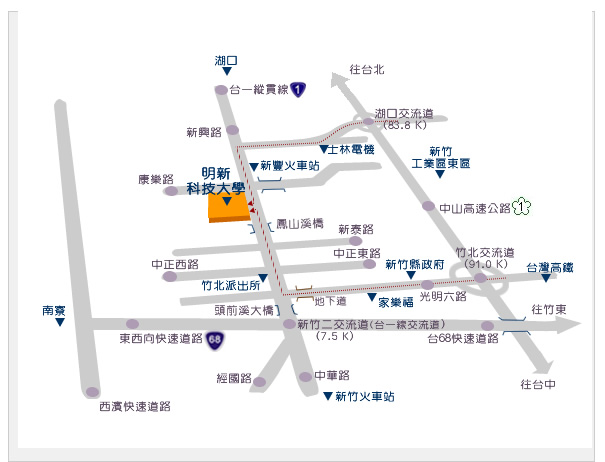 湖口
往台北
台一縱貫線
1
湖口交流道
(83.8 K)
新興路
士林電機
新竹
工業區東區
新豐火車站
明新
科技大學
康樂路
中山高速公路
1
鳳山溪橋
新泰路
中正東路
竹北交流道
(91.0 K)
中正西路
新竹縣政府
台灣高鐵
竹北派出所
光明六路
地下道
家樂福
南寮
頭前溪大橋
往竹東
新竹二交流道(台一線交流道)
(7.5 K)
東西向快速道路
68
台68快速道路
經國路
中華路
往台中
新竹火車站
西濱快速道路